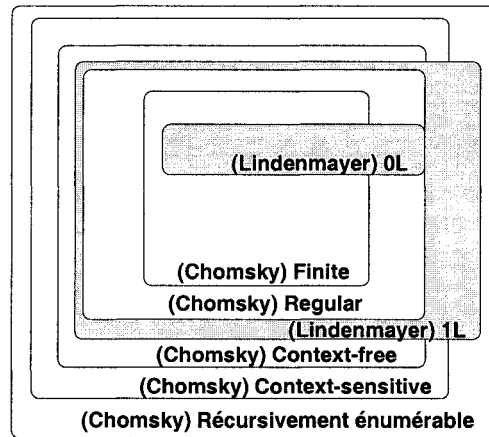 (Lindenmayer) 0L
(Chomsky) Finite
(Chomsky) Regular
(Lindenmayer) 1L
(Chomsky) Context-free
(Chomsky) Context-sensitive
(Chomsky) Récursivement énumérable